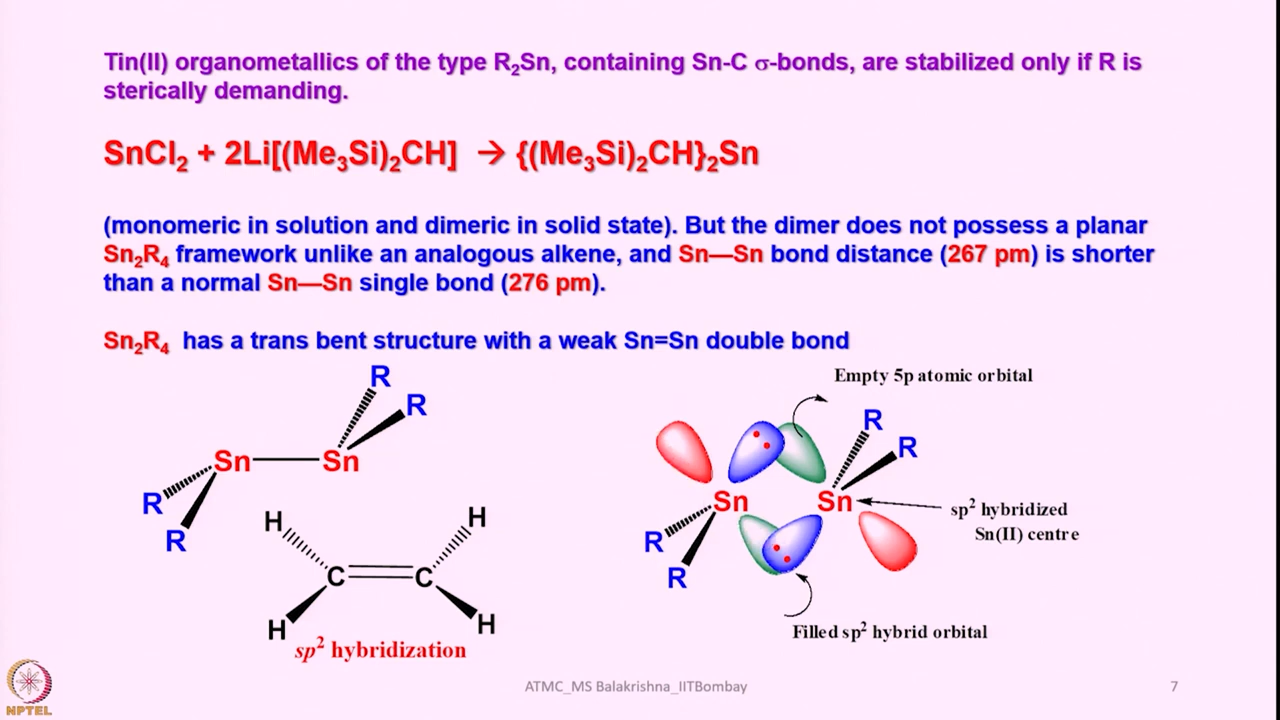 Tin(II) organometallics of the type R₂Sn, containing Sn-C σ-bonds, are stabilized only if R is
sterically demanding.
SnCl₂ + 2Li[(Me₃Si)₂CH] → {(Me₃Si)₂CH}₂Sn
(monomeric in solution and dimeric in solid state). But the dimer does not possess a planar
Sn₂R₄ framework unlike an analogous alkene, and Sn—Sn bond distance (267 pm) is shorter
than a normal Sn—Sn single bond (276 pm).
Sn₂R₄ has a trans bent structure with a weak Sn=Sn double bond
R
R
Sn
Sn
R
R
H
H
C
C
H
H
sp² hybridization
Empty 5p atomic orbital
R
R
Sn
Sn
R
R
sp² hybridized
Sn(II) centre
Filled sp² hybrid orbital
NPTEL
ATMC_MS Balakrishna_IITBombay
7